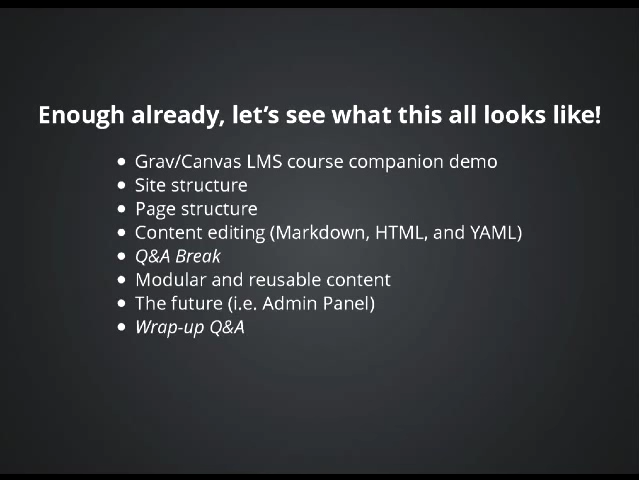 Enough already, let's see what this all looks like!
• Grav/Canvas LMS course companion demo
• Site structure
• Page structure
• Content editing (Markdown, HTML, and YAML)
• Q&A Break
• Modular and reusable content
• The future (i.e. Admin Panel)
• Wrap-up Q&A